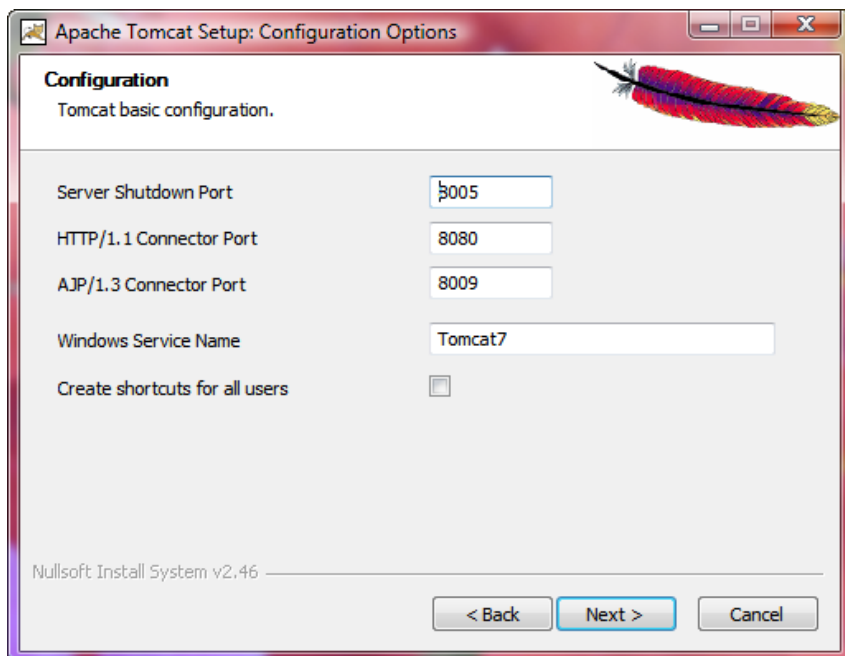 Apache Tomcat Setup: Configuration Options
Configuration
Tomcat basic configuration.
Server Shutdown Port 8005
HTTP/1.1 Connector Port 8080
AJP/1.3 Connector Port 8009
Windows Service Name Tomcat7
Create shortcuts for all users
Nullsoft Install System v2.46
< Back Next > Cancel